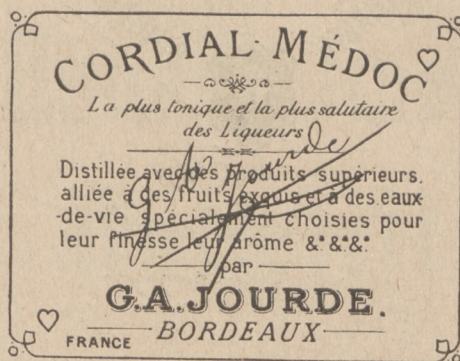 CORDIAL-MÉDOC
La plus tonique et la plus salutaire
des Liqueurs
Distillée avec des produits supérieurs.
alliée à des fruits exquis et à des eaux-
-de-vie spécialement choisies pour
leur finesse leur arôme &.&.&.
par
G. A. Jourde
G.A.JOURDE.
BORDEAUX
FRANCE